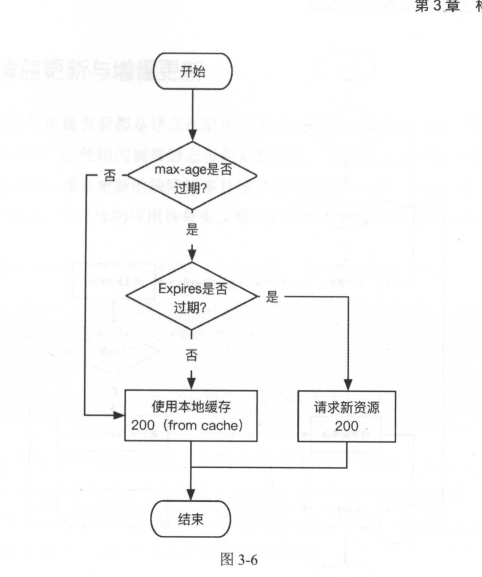 第 3 章
开始
max-age是否
过期?
否
是
Expires是否
过期?
是
否
使用本地缓存
200（from cache）
请求新资源
200
结束
图 3-6